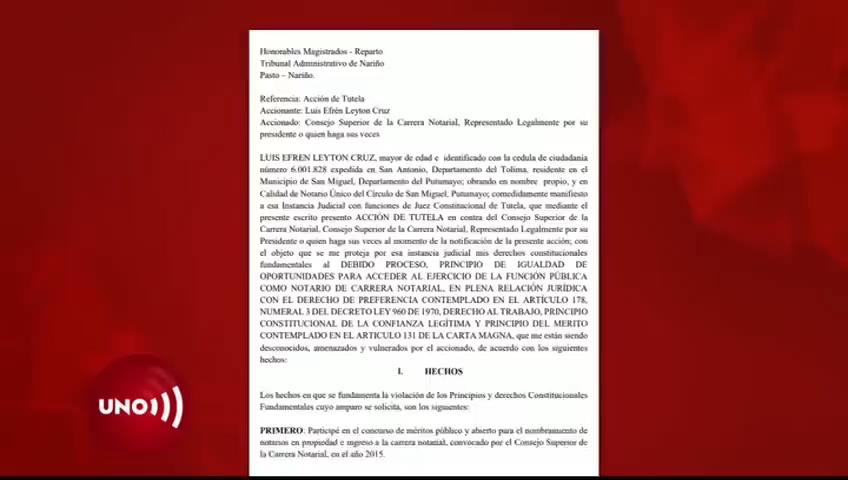 Honorables Magistrados - Reparto
Tribunal Administrativo de Nariño
Pasto – Nariño.
Referencia: Acción de Tutela
Accionante: Luis Efrén Leyton Cruz
Accionado: Consejo Superior de la Carrera Notarial, Representado Legalmente por su
presidente o quien haga sus veces
LUIS EFREN LEYTON CRUZ, mayor de edad e identificado con la cedula de ciudadania
número 6.001.828 expedida en San Antonio, Departamento del Tolima, residente en el
Municipio de San Miguel, Departamento del Putumayo; obrando en nombre propio, y en
Calidad de Notario Único del Círculo de San Miguel, Putumayo; comedidamente manifiesto
a esa Instancia Judicial con funciones de Juez Constitucional de Tutela, que mediante el
presente escrito presento ACCIÓN DE TUTELA en contra del Consejo Superior de la
Carrera Notarial, Consejo Superior de la Carrera Notarial, Representado Legalmente por su
Presidente o quien haga sus veces al momento de la notificación de la presente acción; con
el objeto que se me proteja por esa instancia judicial mis derechos constitucionales
fundamentales al DEBIDO PROCESO, PRINCIPIO DE IGUALDAD DE
OPORTUNIDADES PARA ACCEDER AL EJERCICIO DE LA FUNCIÓN PÚBLICA
COMO NOTARIO DE CARRERA NOTARIAL, EN PLENA RELACIÓN JURÍDICA
CON EL DERECHO DE PREFERENCIA CONTEMPLADO EN EL ARTÍCULO 178,
NUMERAL 3 DEL DECRETO LEY 960 DE 1970, DERECHO AL TRABAJO, PRINCIPIO
CONSTITUCIONAL DE LA CONFIANZA LEGÍTIMA Y PRINCIPIO DEL MERITO
CONTEMPLADO EN EL ARTICULO 131 DE LA CARTA MAGNA, que me están siendo
desconocidos, amenazados y vulnerados por el accionado, de acuerdo con los siguientes
hechos:
I. HECHOS
Los hechos en que se fundamenta la violación de los Principios y derechos Constitucionales
Fundamentales cuyo amparo se solicita, son los siguientes:
PRIMERO: Participé en el concurso de méritos público y abierto para el nombramiento de
notarios en propiedad e ingreso a la carrera notarial, convocado por el Consejo Superior de
la Carrera Notarial, en el año 2015.
UNO